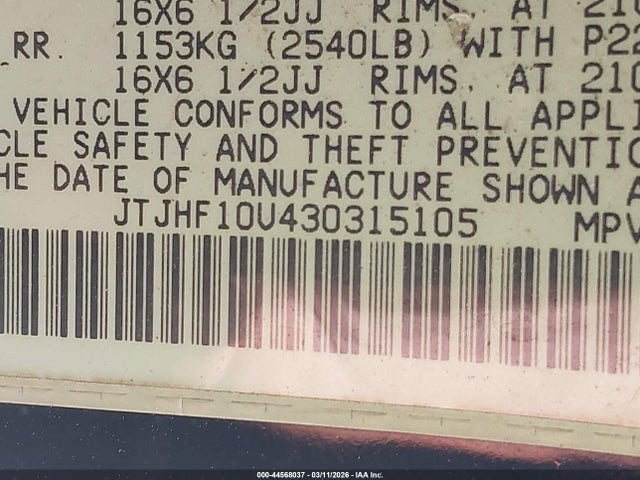 16X6 1/2JJ RIMS, AT 210
RR. 1153KG (2540LB) WITH P22
16X6 1/2JJ RIMS, AT 210
VEHICLE CONFORMS TO ALL APPLI
CLE SAFETY AND THEFT PREVENTIO
HE DATE OF MANUFACTURE SHOWN A
JTJHF10U430315105 MPV
000-44568037 - 03/11/2026 - IAA Inc.